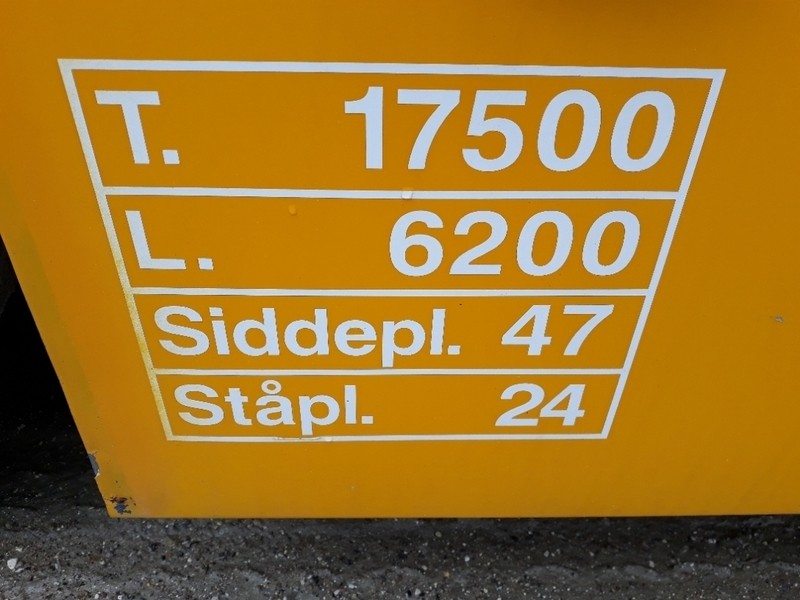 T. 17500
L. 6200
Siddepl. 47
Ståpl. 24